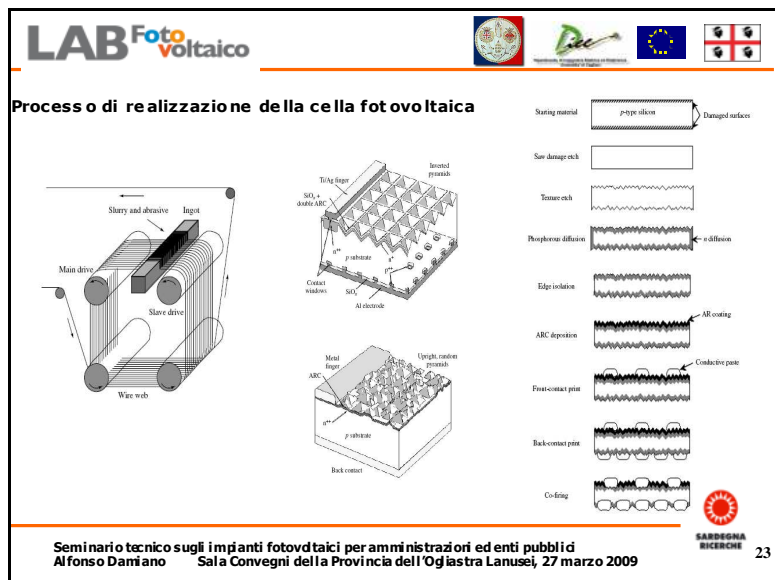 LAB Foto
voltaico
Processo di realizzazione della cella fotovoltaica
Slurry and abrasive Ingot
Main drive
Slave drive
Wire web
Ti/Ag finger
Inverted
pyramids
SiO₂ +
double ARC
n⁺⁺
p substrate
n⁺
p⁺⁺
Contact
windows
SiO₂
Al electrode
Metal
finger
Upright, random
pyramids
ARC
n⁺⁺
p substrate
Back contact
Starting material
p-type silicon
Damaged surfaces
Saw damage etch
Texture etch
Phosphorous diffusion
n diffusion
Edge isolation
AR coating
ARC deposition
Conductive paste
Front-contact print
Back-contact print
Co-firing
SARDEGNA
RICERCHE
Seminario tecnico sugli impianti fotovoltaici per amministrazioni ed enti pubblici
Alfonso Damiano Sala Convegni della Provincia dell'Ogliastra Lanusei, 27 marzo 2009
23